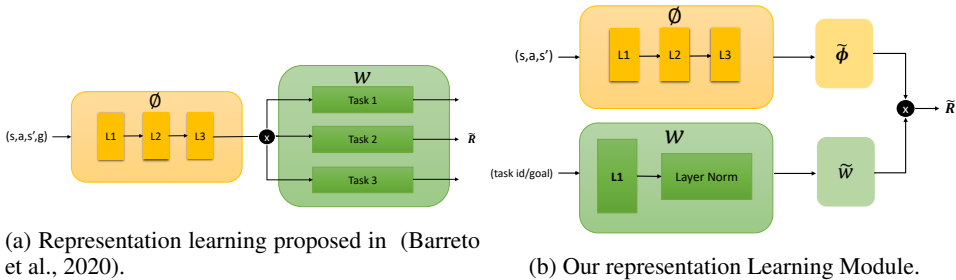 ∅
L1
L2
L3
(s,a,s',g)
W
Task 1
Task 2
Task 3
x
R̃
(a) Representation learning proposed in (Barreto
et al., 2020).
∅
(s,a,s')
L1
L2
L3
ϕ̃
W
(task id/goal)
L1
Layer Norm
w̃
x
R̃
(b) Our representation Learning Module.